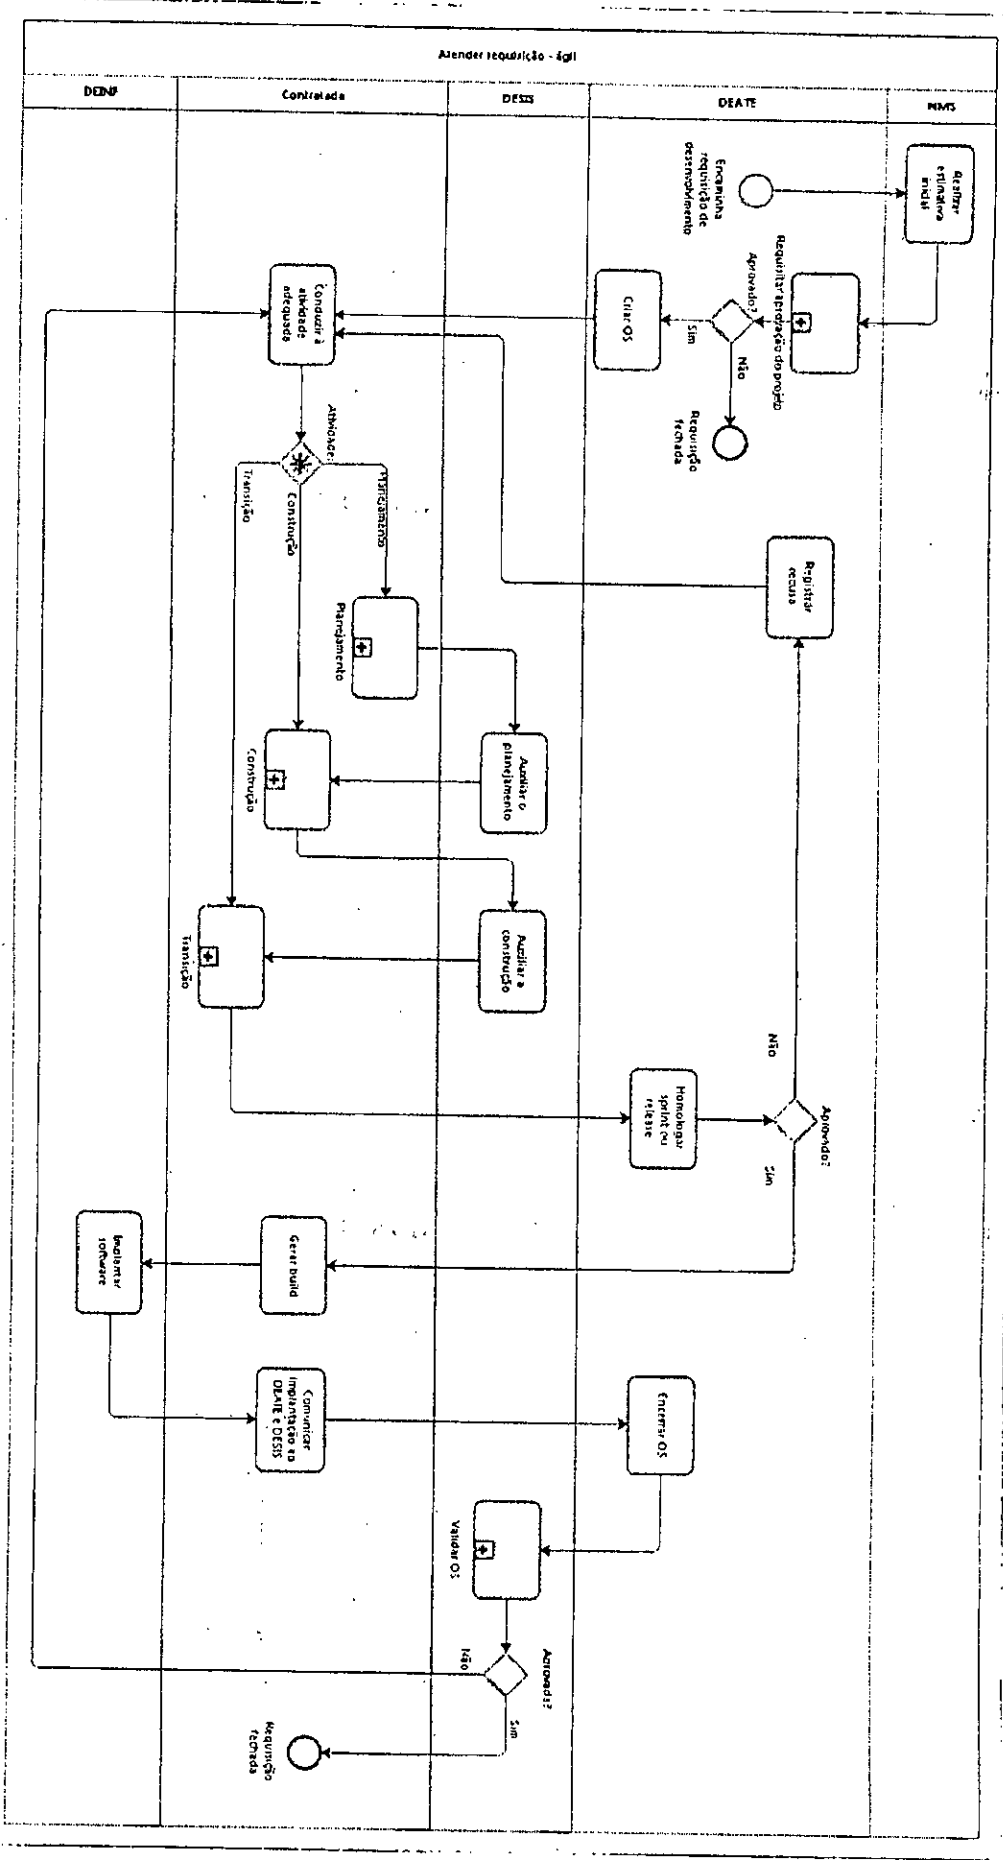 Atender requisição - ágil
NMS
DEATE
DESIS
Contratada
DEINF
Realizar
estimativa
inicial
Encaminha
requisição de
desenvolvimento
Requisitar aprovação do projeto
Aprovado?
Não
Sim
Requisição
fechada
Criar OS
Conduzir à
atividade
adequada
Atividade:
Planejamento
Construção
Transição
Planejamento
Registrar
recusa
Auxiliar o
planejamento
Construção
Auxiliar a
construção
Transição
Homologar
sprint ou
release
Aprovado?
Não
Sim
Gerar build
Implantar
software
Comunicar
implantação ao
DEATE e DESIS
Encerrar OS
Validar OS
Aprovada?
Não
Sim
Requisição
fechada